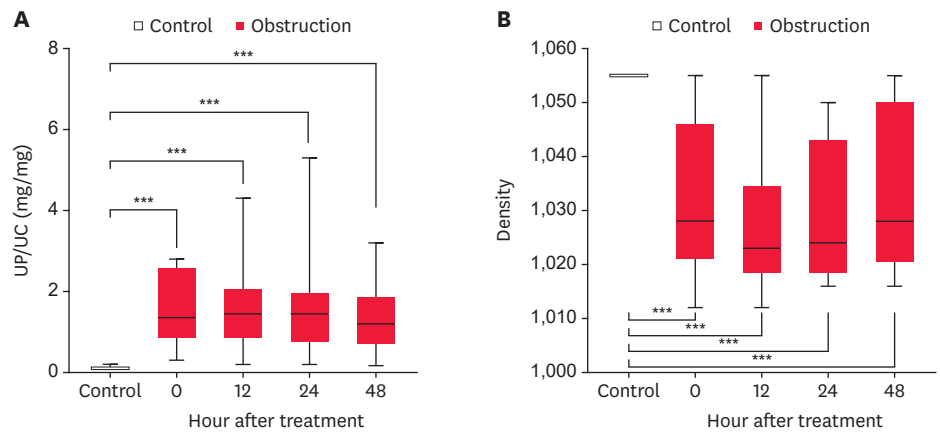 A
□ Control ■ Obstruction
UP/UC (mg/mg)
8
6
4
2
0
***
***
***
***
Control 0 12 24 48
Hour after treatment
B
□ Control ■ Obstruction
Density
1,060
1,050
1,040
1,030
1,020
1,010
1,000
***
***
***
***
Control 0 12 24 48
Hour after treatment